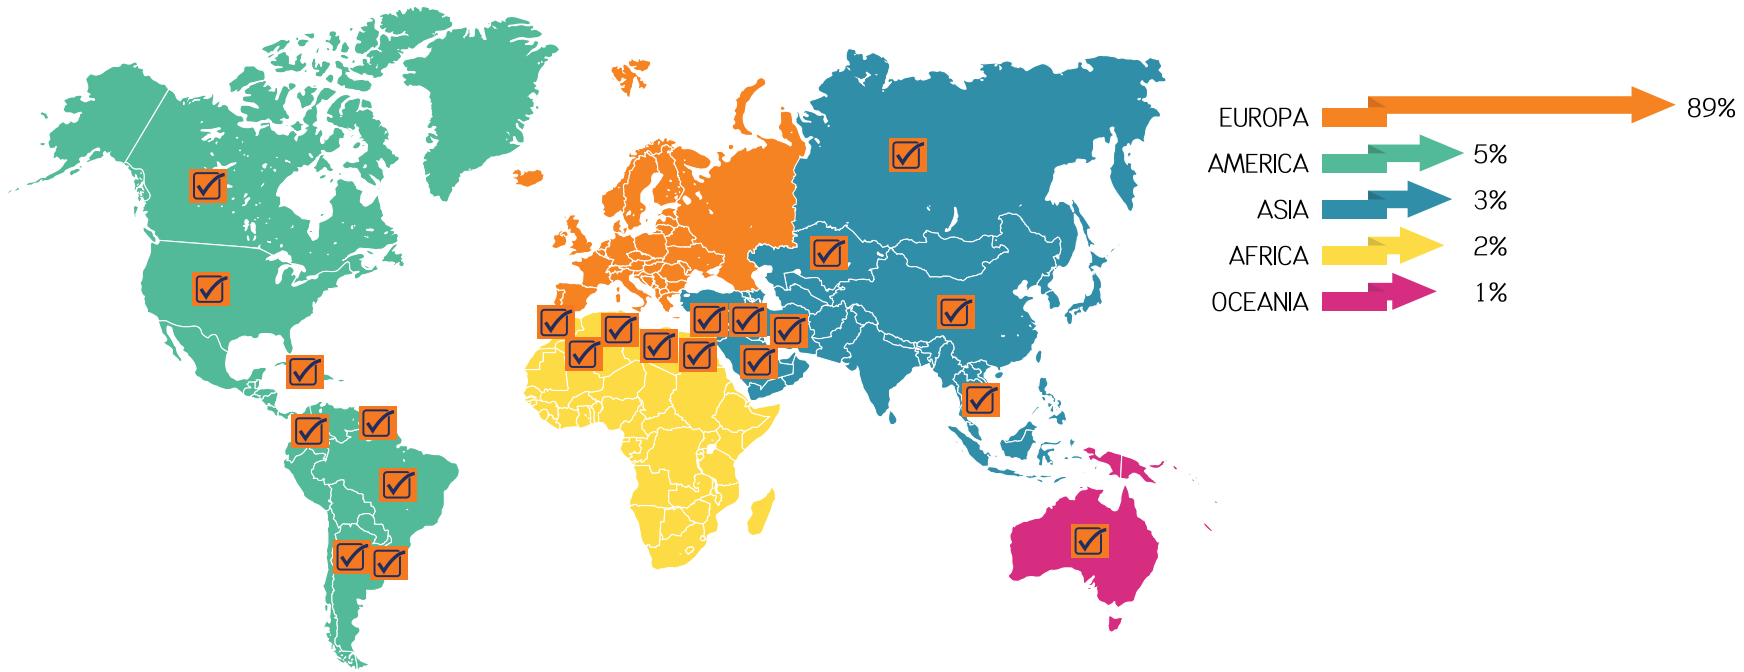 EUROPA 89%
AMERICA 5%
ASIA 3%
AFRICA 2%
OCEANIA 1%